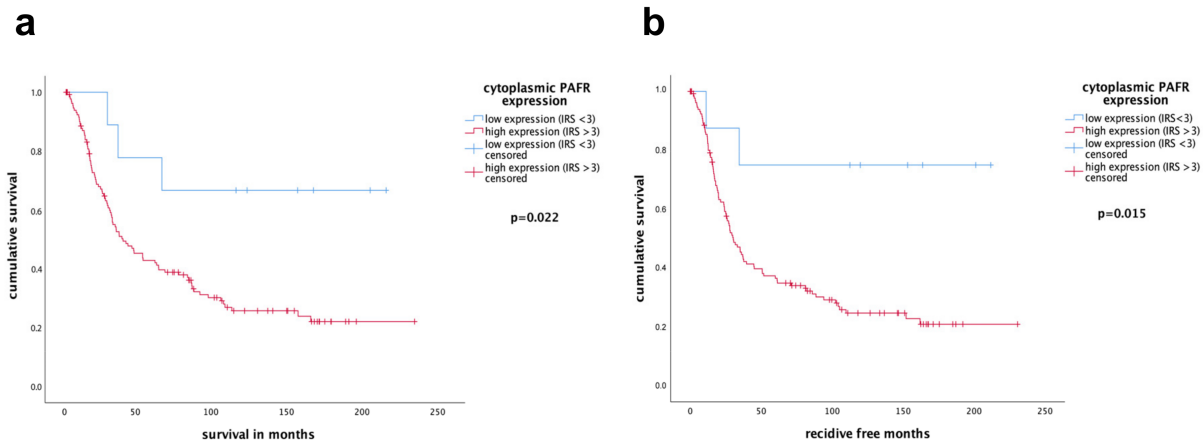 a
cumulative survival
1.0
0.8
0.6
0.4
0.2
0.0
0 50 100 150 200 250
survival in months
cytoplasmic PAFR
expression
low expression (IRS <3)
high expression (IRS >3)
low expression (IRS <3)
censored
high expression (IRS >3)
censored
p=0.022
b
cumulative survival
1.0
0.8
0.6
0.4
0.2
0.0
0 50 100 150 200 250
recidive free months
cytoplasmic PAFR
expression
low expression (IRS<3)
high expression (IRS >3)
low expression (IRS <3)
censored
high expression (IRS >3)
censored
p=0.015